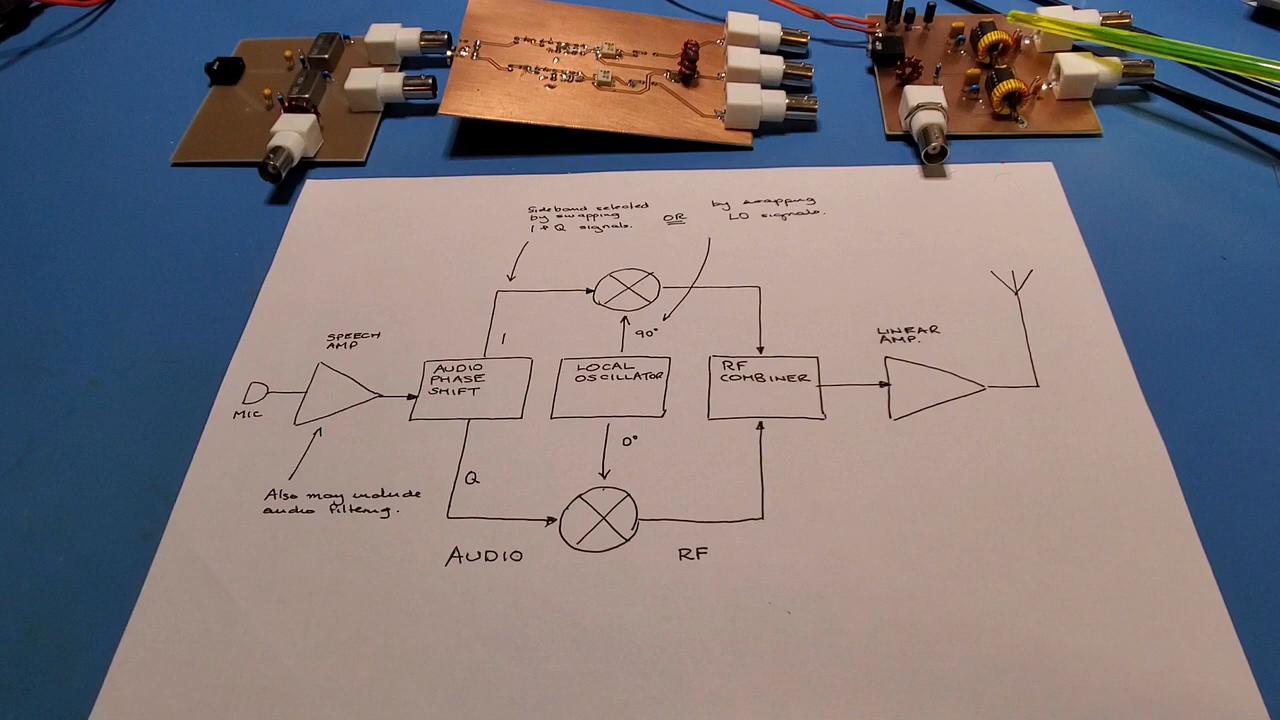 Sideband selected
by swapping
I & Q signals.
OR
by swapping
LO signals.
SPEECH
AMP
MIC
Also may include
audio filtering.
I
AUDIO
PHASE
SHIFT
Q
90°
LOCAL
OSCILLATOR
0°
RF
COMBINER
LINEAR
AMP.
AUDIO
RF